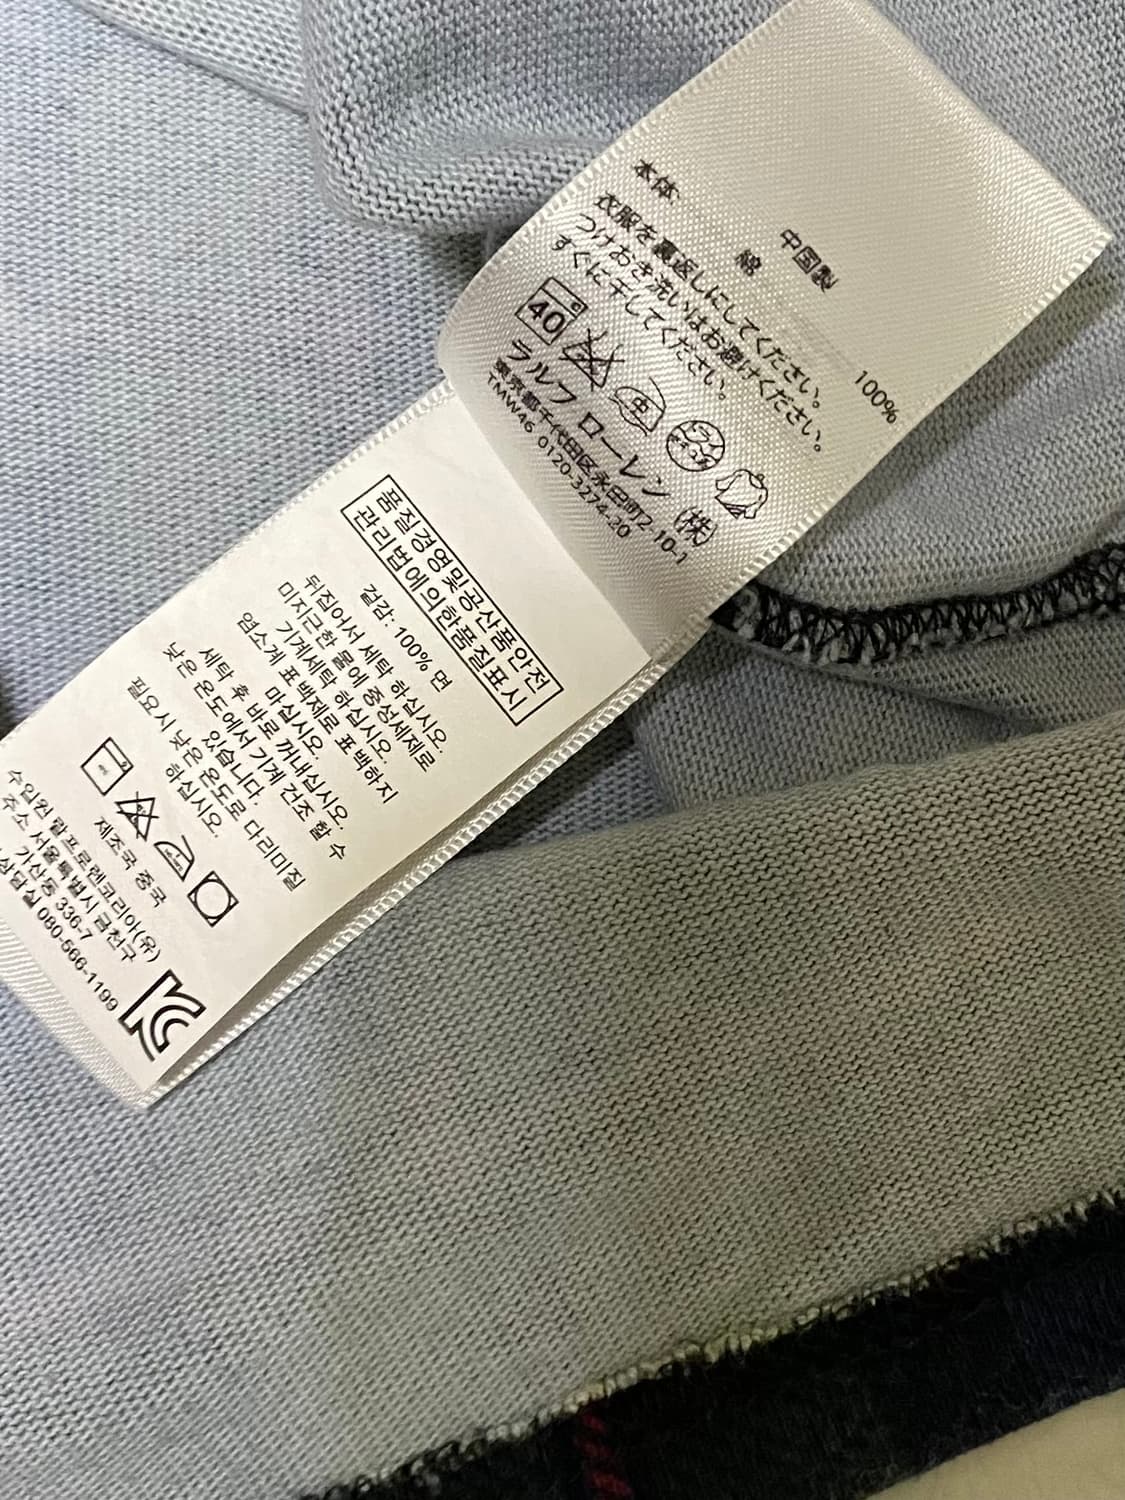 中国製
本体:
綿 100%
衣服を裏返しにしてください。
つけおき洗いはお避けください。
すぐに干してください。
40
中
ドライ
ラルフ ローレン (株)
東京都千代田区永田町2-10-1
TMW46 0120-3274-20
품질경영및공산품안전
관리법에의한품질표시
겉감: 100% 면
뒤집어서 세탁 하십시오.
미지근한 물에 중성세제로
기계세탁 하십시오.
염소계 표백제로 표백하지
마십시오.
세탁 후 바로 꺼내십시오.
낮은 온도에서 기계 건조 할 수
있습니다.
필요시 낮은 온도로 다리미질
하십시오.
제조국 중국
수입원 랄프로렌코리아(유)
주소 서울특별시 금천구
가산동 336-7
상담실 080-566-1199